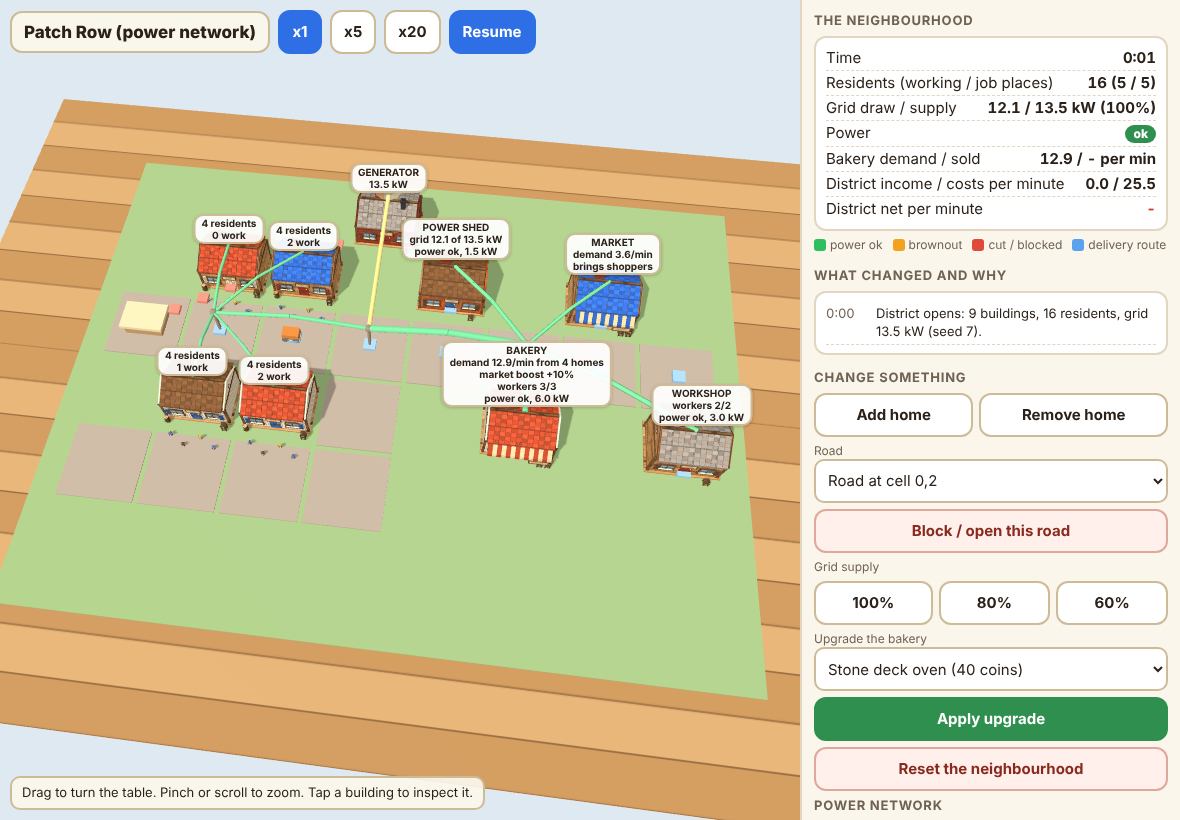 Patch Row (power network)
x1
x5
x20
Resume
GENERATOR
13.5 kW
4 residents
0 work
4 residents
2 work
POWER SHED
grid 12.1 of 13.5 kW
power ok, 1.5 kW
MARKET
demand 3.6/min
brings shoppers
4 residents
1 work
4 residents
2 work
BAKERY
demand 12.9/min from 4 homes
market boost +10%
workers 3/3
power ok, 6.0 kW
WORKSHOP
workers 2/2
power ok, 3.0 kW
Drag to turn the table. Pinch or scroll to zoom. Tap a building to inspect it.
THE NEIGHBOURHOOD
Time 0:01
Residents (working / job places) 16 (5 / 5)
Grid draw / supply 12.1 / 13.5 kW (100%)
Power ok
Bakery demand / sold 12.9 / - per min
District income / costs per minute 0.0 / 25.5
District net per minute -
power ok brownout cut / blocked delivery route
WHAT CHANGED AND WHY
0:00 District opens: 9 buildings, 16 residents, grid
13.5 kW (seed 7).
CHANGE SOMETHING
Add home
Remove home
Road
Road at cell 0,2
Block / open this road
Grid supply
100%
80%
60%
Upgrade the bakery
Stone deck oven (40 coins)
Apply upgrade
Reset the neighbourhood
POWER NETWORK